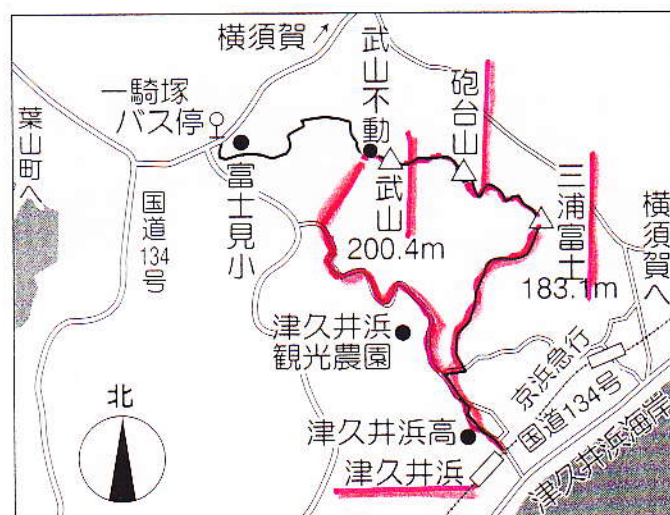 横須賀
一騎塚
バス停
武山不動
砲台山
葉山町へ
国道134号
富士見小
武山
200.4m
三浦富士
183.1m
横須賀へ
津久井浜
観光農園
京浜急行
国道134号
津久井浜海岸
北
津久井浜高
津久井浜